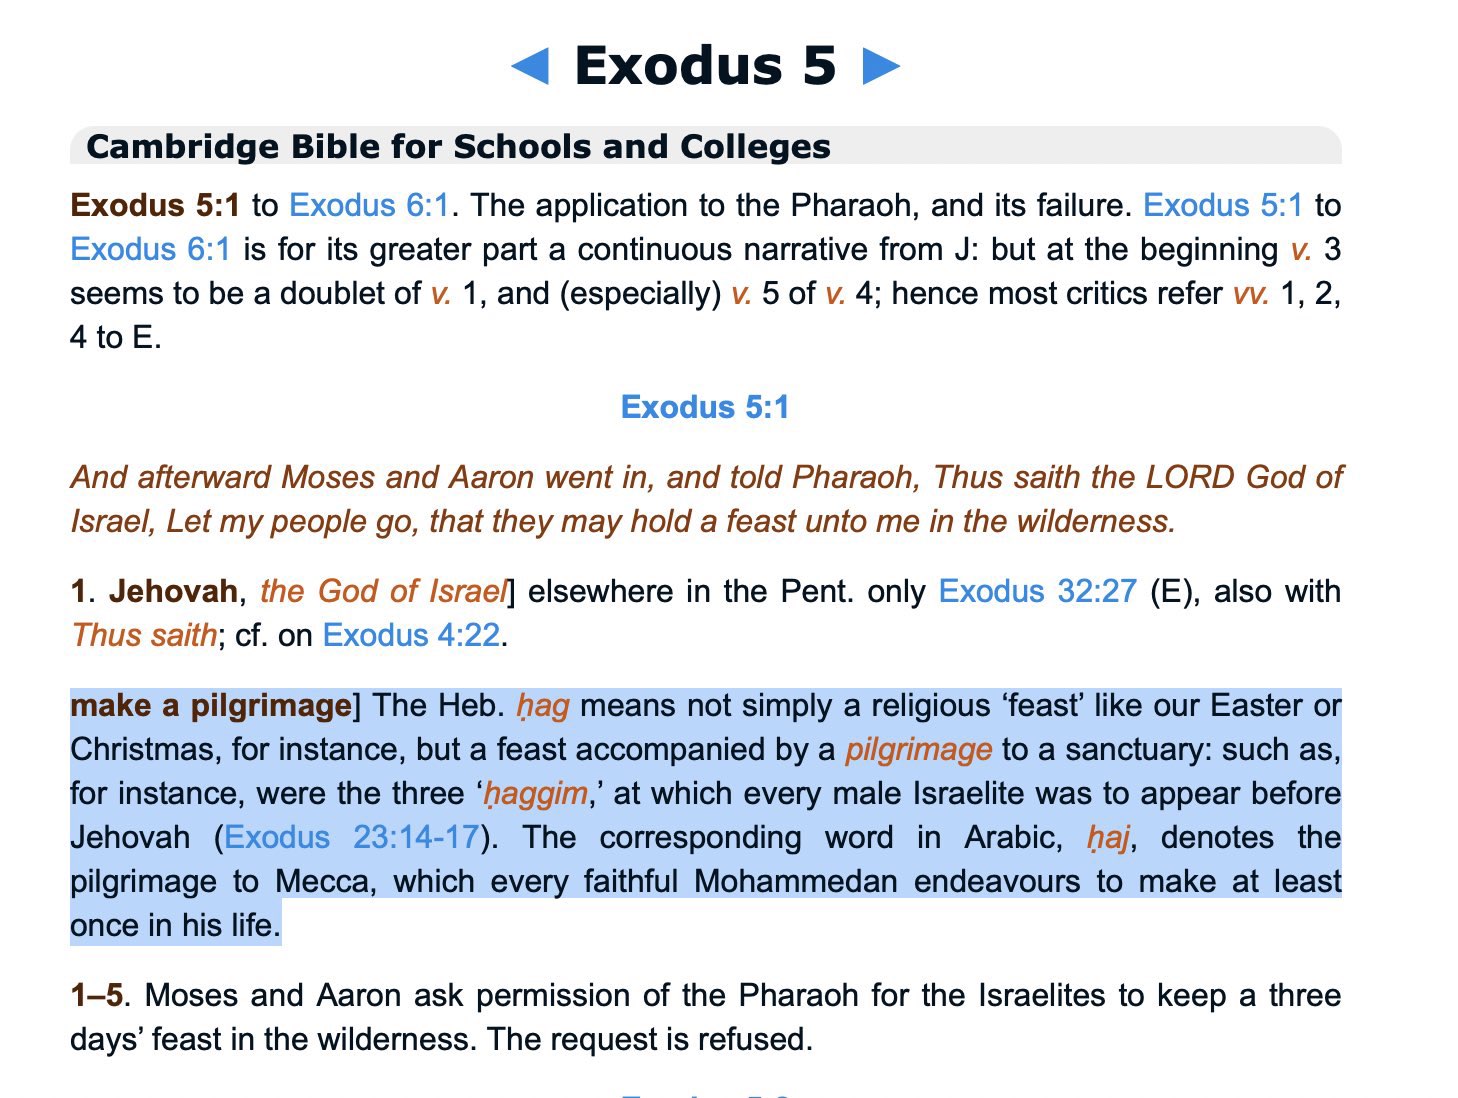 ◀ Exodus 5 ▶
Cambridge Bible for Schools and Colleges
Exodus 5:1 to Exodus 6:1. The application to the Pharaoh, and its failure. Exodus 5:1 to
Exodus 6:1 is for its greater part a continuous narrative from J: but at the beginning v. 3
seems to be a doublet of v. 1, and (especially) v. 5 of v. 4; hence most critics refer vv. 1, 2,
4 to E.
Exodus 5:1
And afterward Moses and Aaron went in, and told Pharaoh, Thus saith the LORD God of
Israel, Let my people go, that they may hold a feast unto me in the wilderness.
1. Jehovah, the God of Israel] elsewhere in the Pent. only Exodus 32:27 (E), also with
Thus saith; cf. on Exodus 4:22.
make a pilgrimage] The Heb. ḥag means not simply a religious ‘feast’ like our Easter or
Christmas, for instance, but a feast accompanied by a pilgrimage to a sanctuary: such as,
for instance, were the three ‘ḥaggim,’ at which every male Israelite was to appear before
Jehovah (Exodus 23:14-17). The corresponding word in Arabic, ḥaj, denotes the
pilgrimage to Mecca, which every faithful Mohammedan endeavours to make at least
once in his life.
1–5. Moses and Aaron ask permission of the Pharaoh for the Israelites to keep a three
days’ feast in the wilderness. The request is refused.